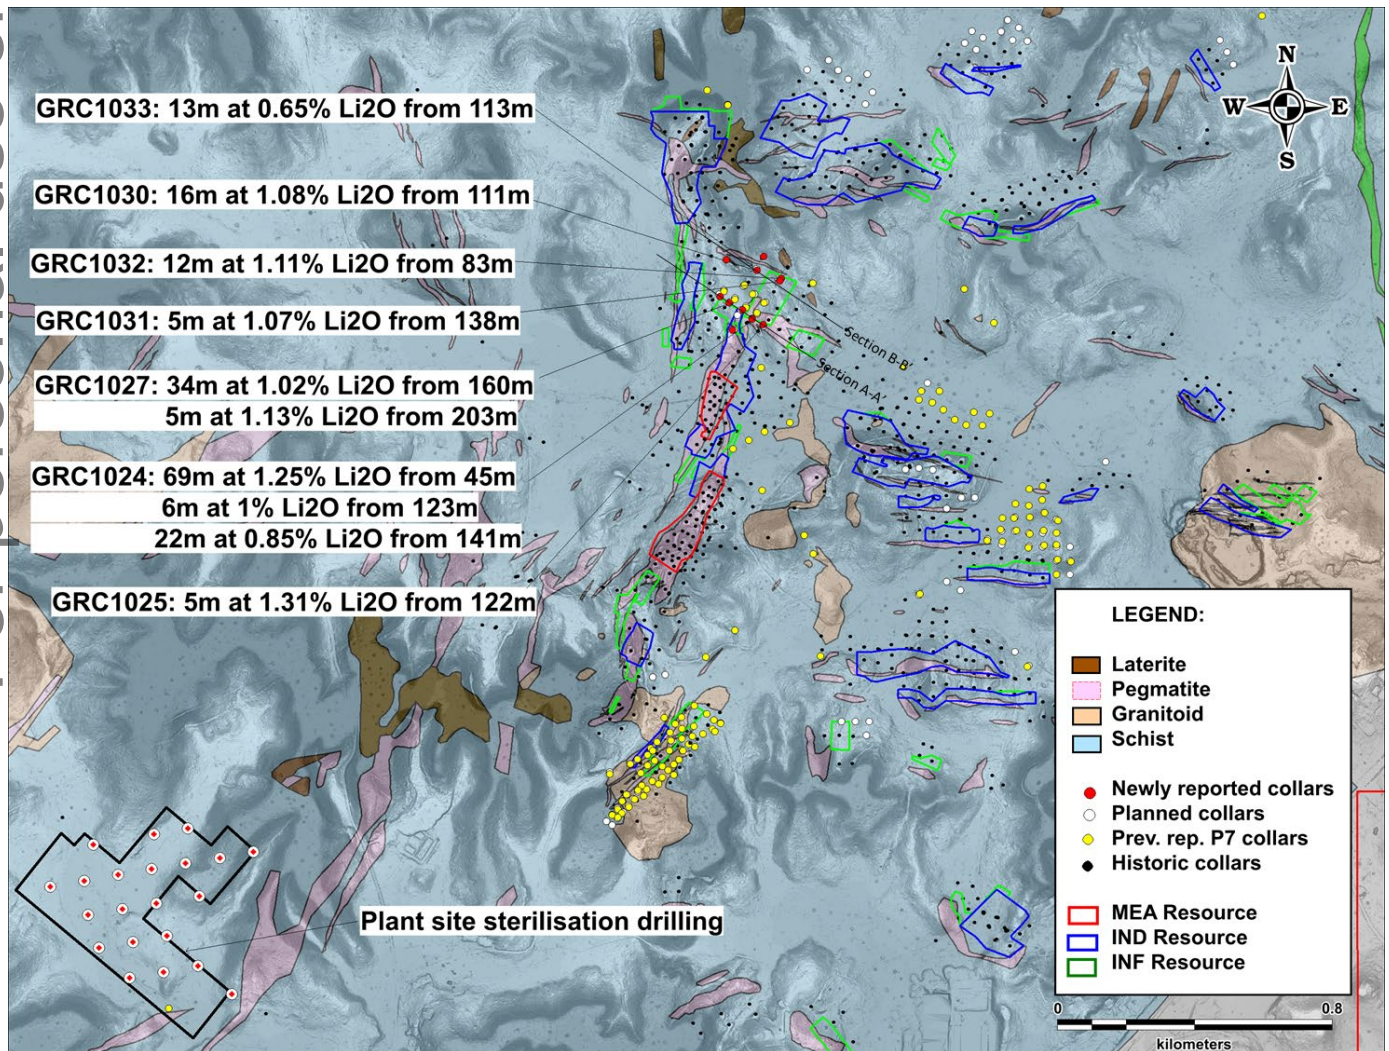 GRC1033: 13m at 0.65% Li2O from 113m
GRC1030: 16m at 1.08% Li2O from 111m
GRC1032: 12m at 1.11% Li2O from 83m
GRC1031: 5m at 1.07% Li2O from 138m
GRC1027: 34m at 1.02% Li2O from 160m
5m at 1.13% Li2O from 203m
GRC1024: 69m at 1.25% Li2O from 45m
6m at 1% Li2O from 123m
22m at 0.85% Li2O from 141m
GRC1025: 5m at 1.31% Li2O from 122m
N
W
E
S
Section B-B'
Section A-A'
Plant site sterilisation drilling
LEGEND:
Laterite
Pegmatite
Granitoid
Schist
Newly reported collars
Planned collars
Prev. rep. P7 collars
Historic collars
MEA Resource
IND Resource
INF Resource
0
0.8
kilometers